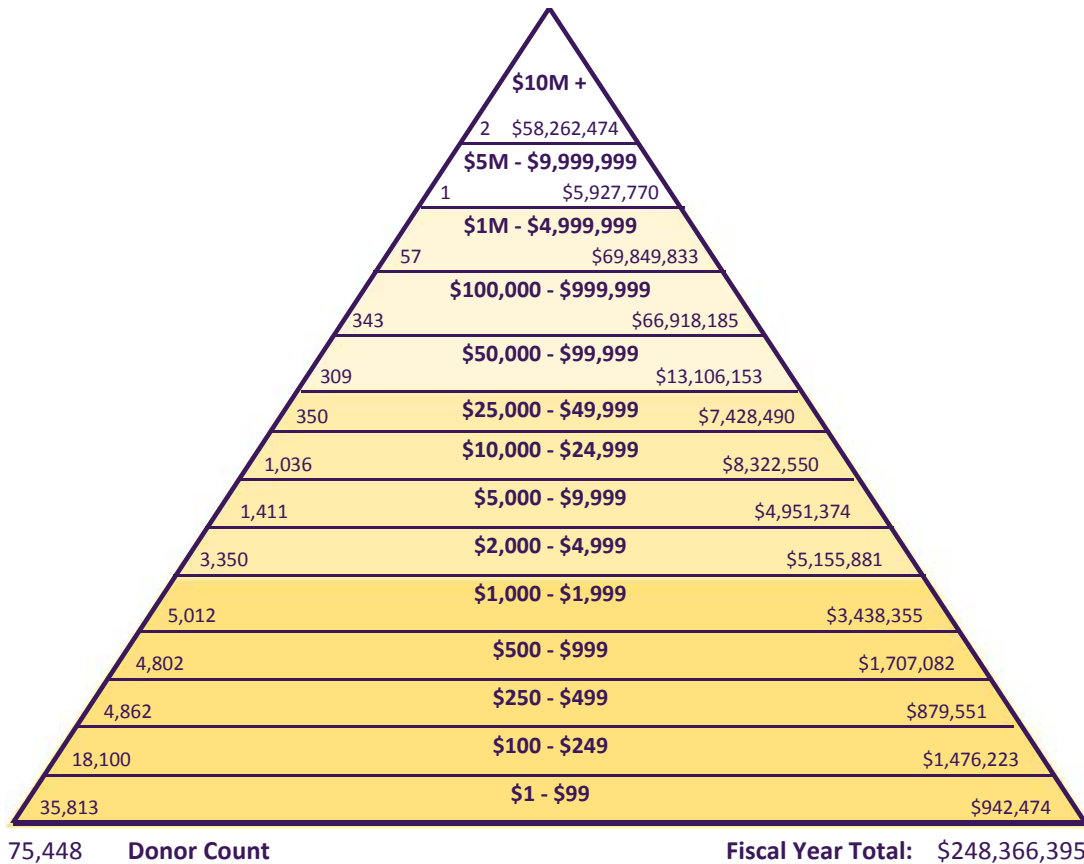 $10M +
2 $58,262,474
$5M - $9,999,999
1 $5,927,770
$1M - $4,999,999
57 $69,849,833
$100,000 - $999,999
343 $66,918,185
$50,000 - $99,999
309 $13,106,153
$25,000 - $49,999
350 $7,428,490
$10,000 - $24,999
1,036 $8,322,550
$5,000 - $9,999
1,411 $4,951,374
$2,000 - $4,999
3,350 $5,155,881
$1,000 - $1,999
5,012 $3,438,355
$500 - $999
4,802 $1,707,082
$250 - $499
4,862 $879,551
$100 - $249
18,100 $1,476,223
$1 - $99
35,813 $942,474
75,448 Donor Count Fiscal Year Total: $248,366,395